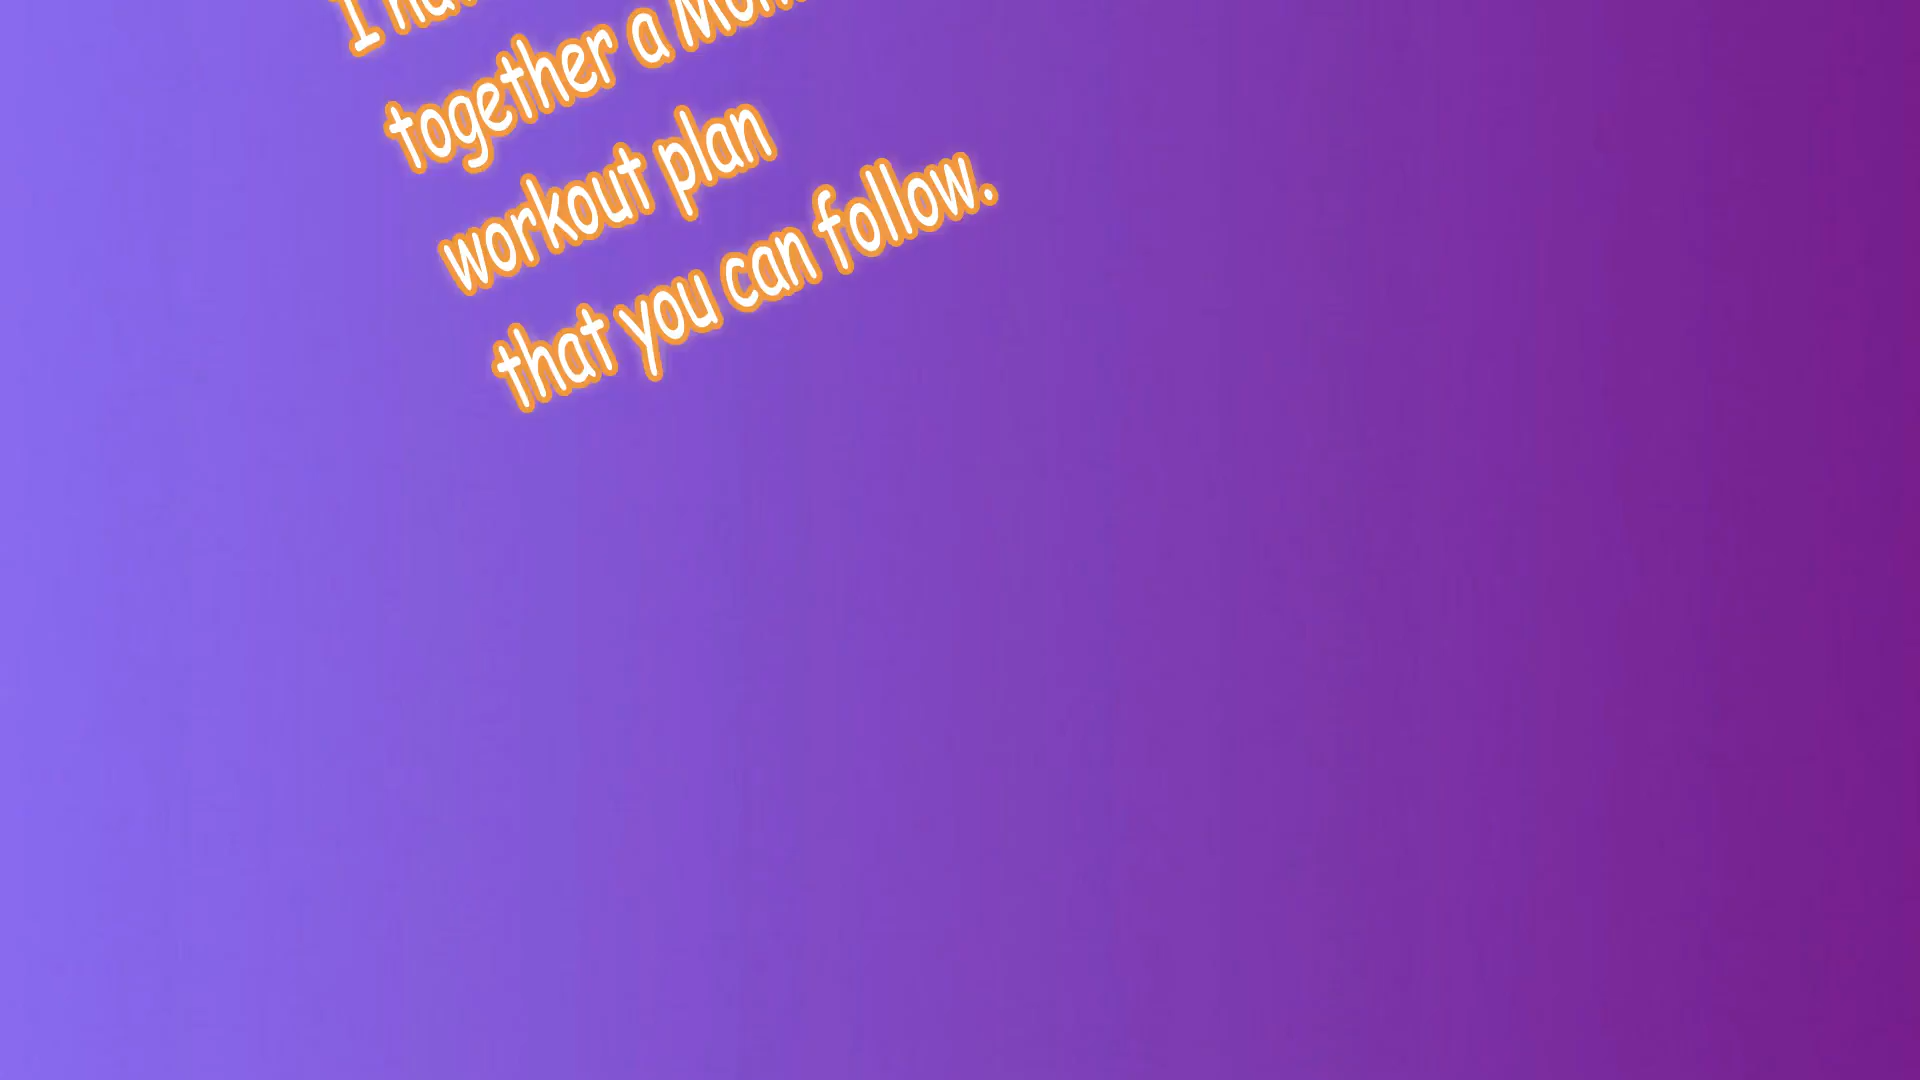 I
together a
workout plan
that you can follow.